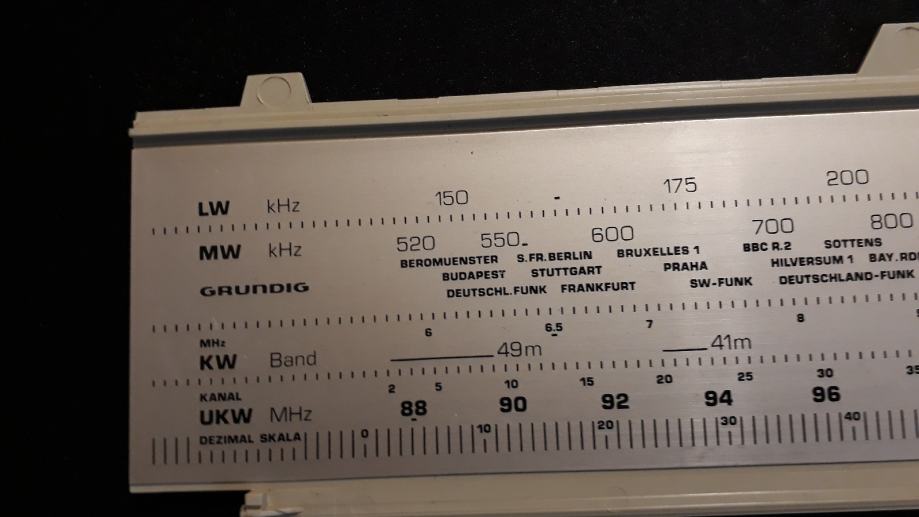 LW kHz 150 - 175 200
MW kHz 520 550 600 700 800
BEROMUENSTER S.FR.BERLIN BRUXELLES 1 BBC R.2 SOTTENS
BUDAPEST STUTTGART PRAHA HILVERSUM 1
GRUNDIG DEUTSCHL.FUNK FRANKFURT SW-FUNK DEUTSCHLAND-FUNK
MHz 6 6.5 7 8
KW Band 49m 41m
KANAL 2 5 10 15 20 25 30 35
UKW MHz 88 90 92 94 96
DEZIMAL SKALA 0 10 20 30 40